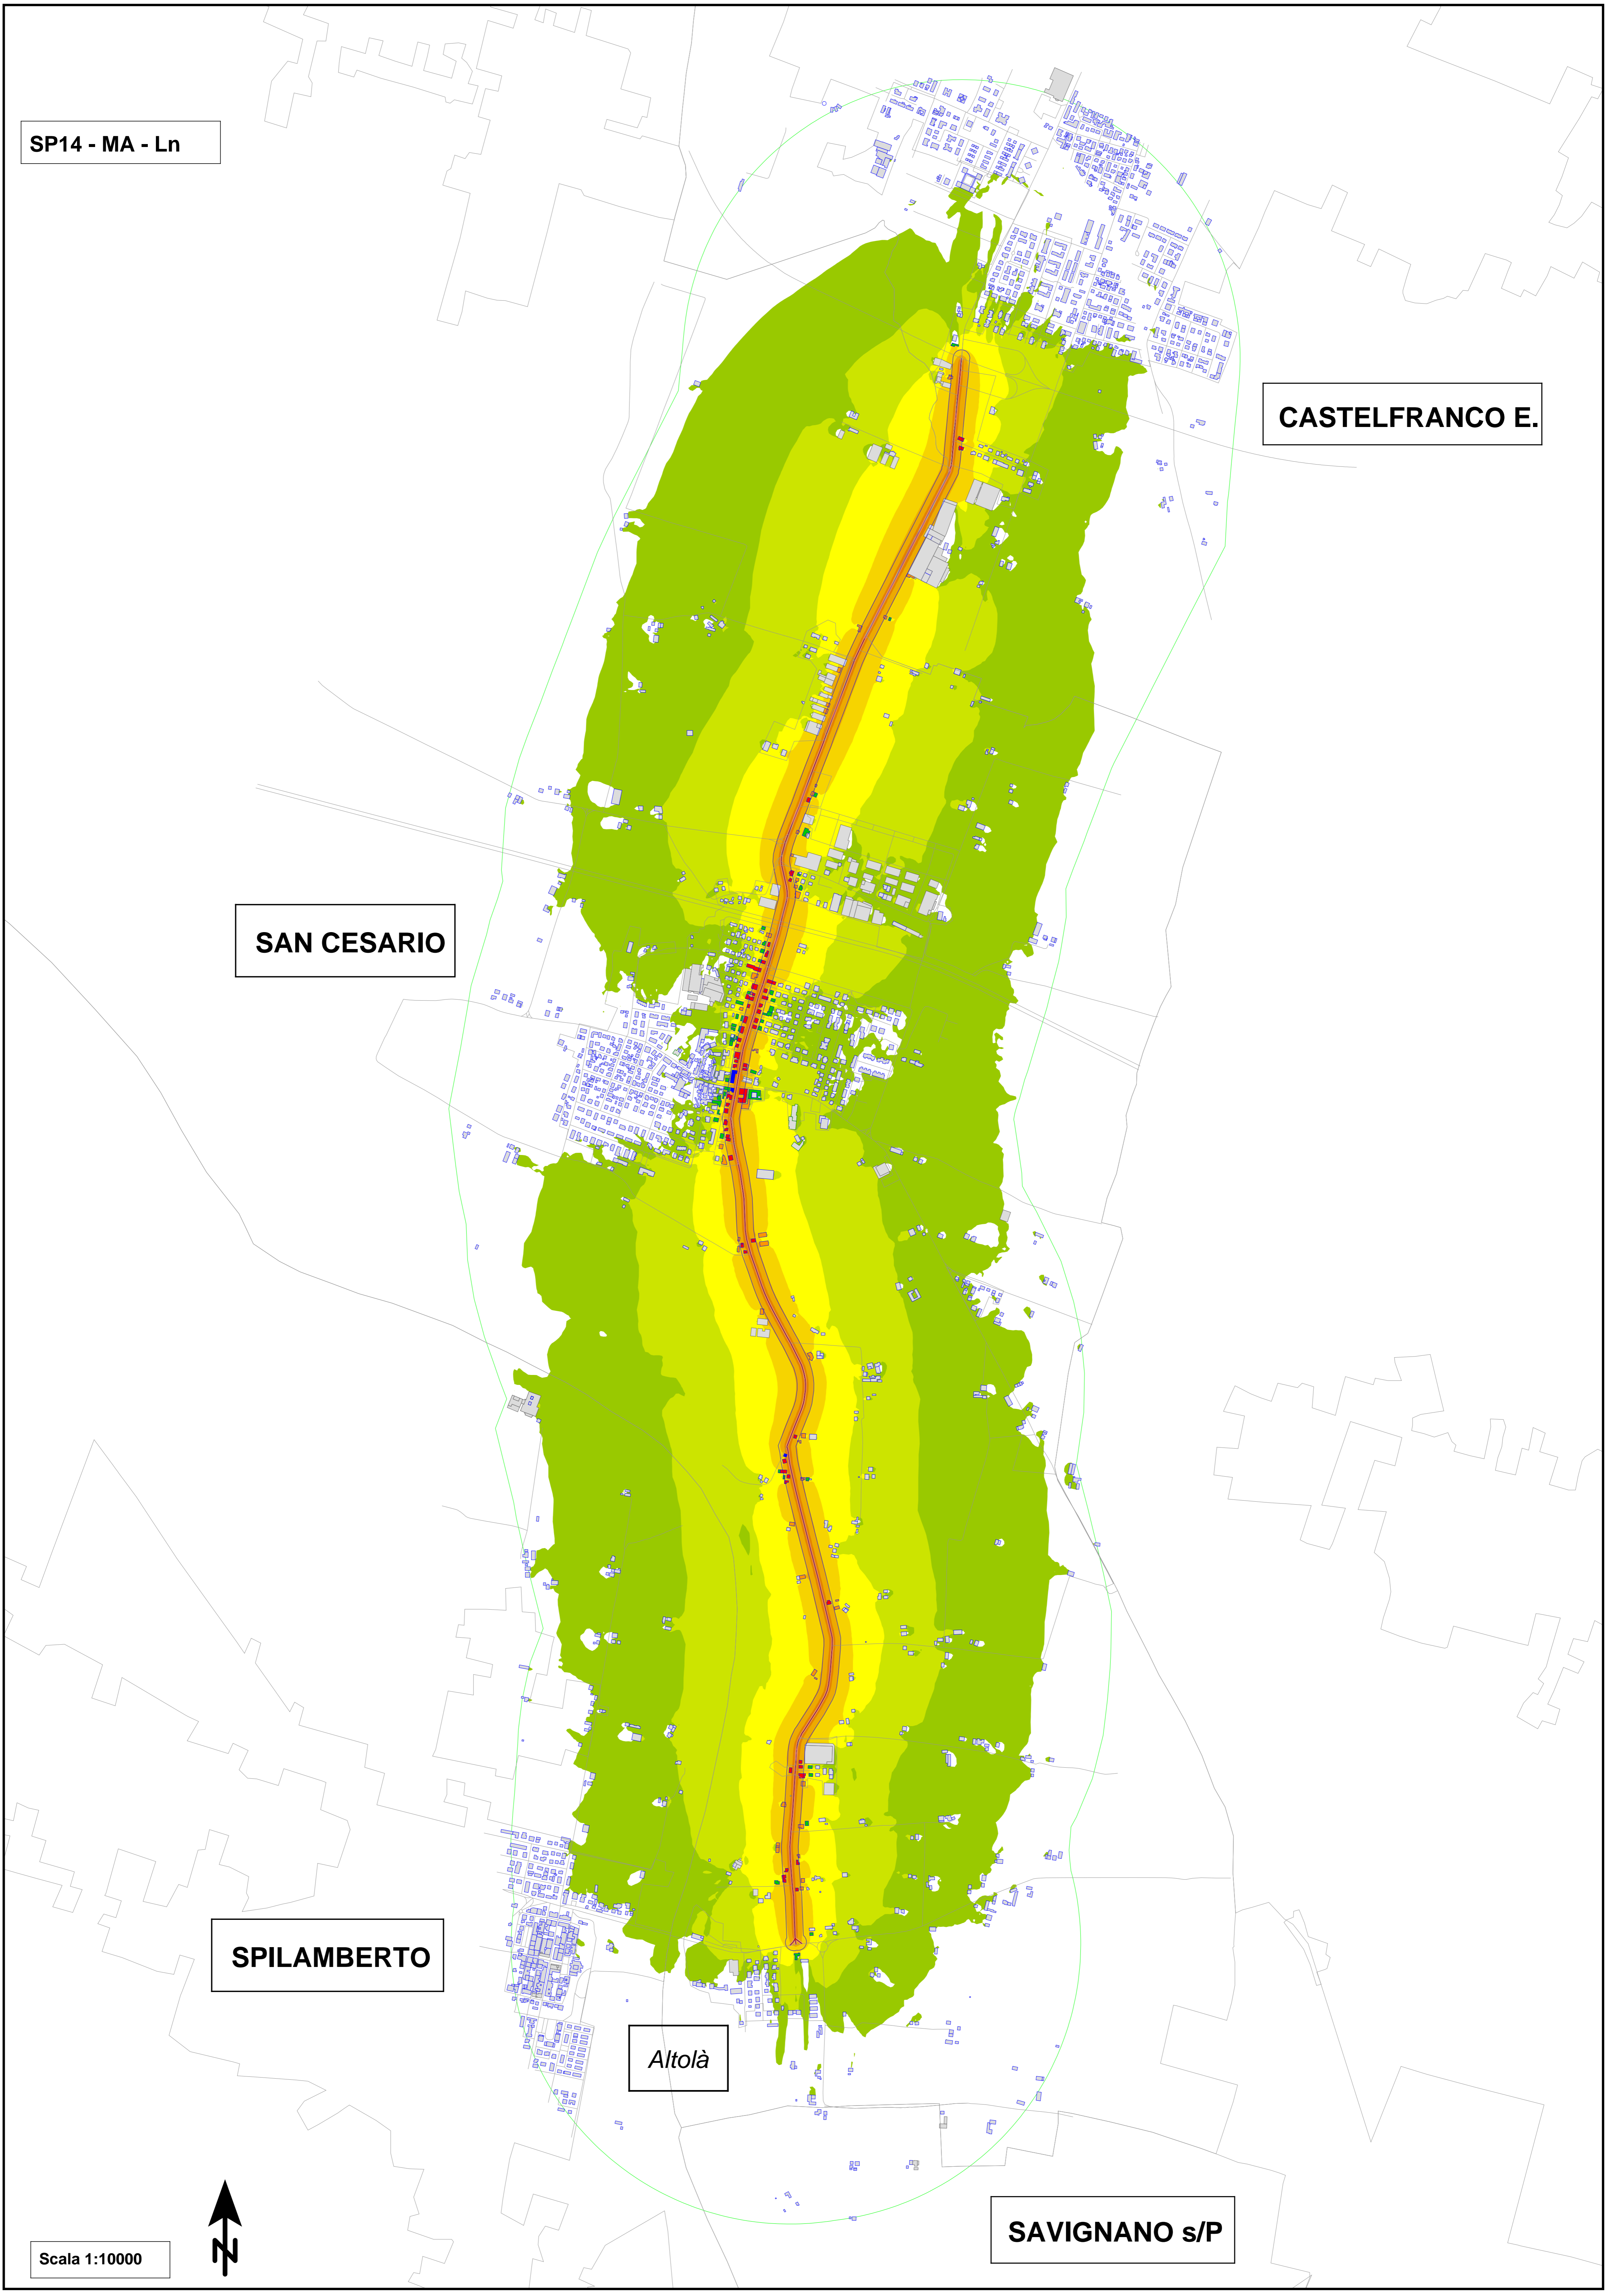 SP14 - MA - Ln
CASTELFRANCO E.
SAN CESARIO
SPILAMBERTO
Altolà
SAVIGNANO s/P
Scala 1:10000
N